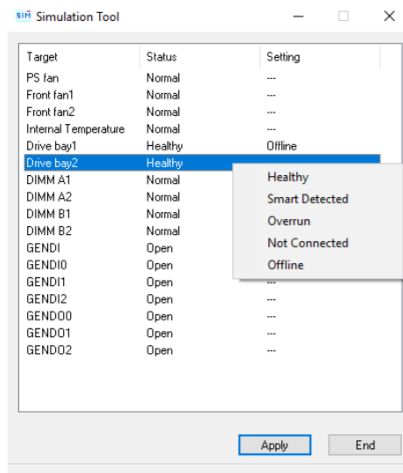 SIM Simulation Tool
Target Status Setting
PS fan Normal ---
Front fan1 Normal ---
Front fan2 Normal ---
Internal Temperature Normal ---
Drive bay1 Healthy Offline
Drive bay2 Healthy
Healthy
DIMM A1 Normal
Smart Detected
DIMM A2 Normal
Overrun
DIMM B1 Normal
Not Connected
DIMM B2 Normal
GENDI Open
Offline
GENDI0 Open
GENDI1 Open ---
GENDI2 Open ---
GENDO0 Open ---
GENDO1 Open ---
GENDO2 Open ---
Apply End